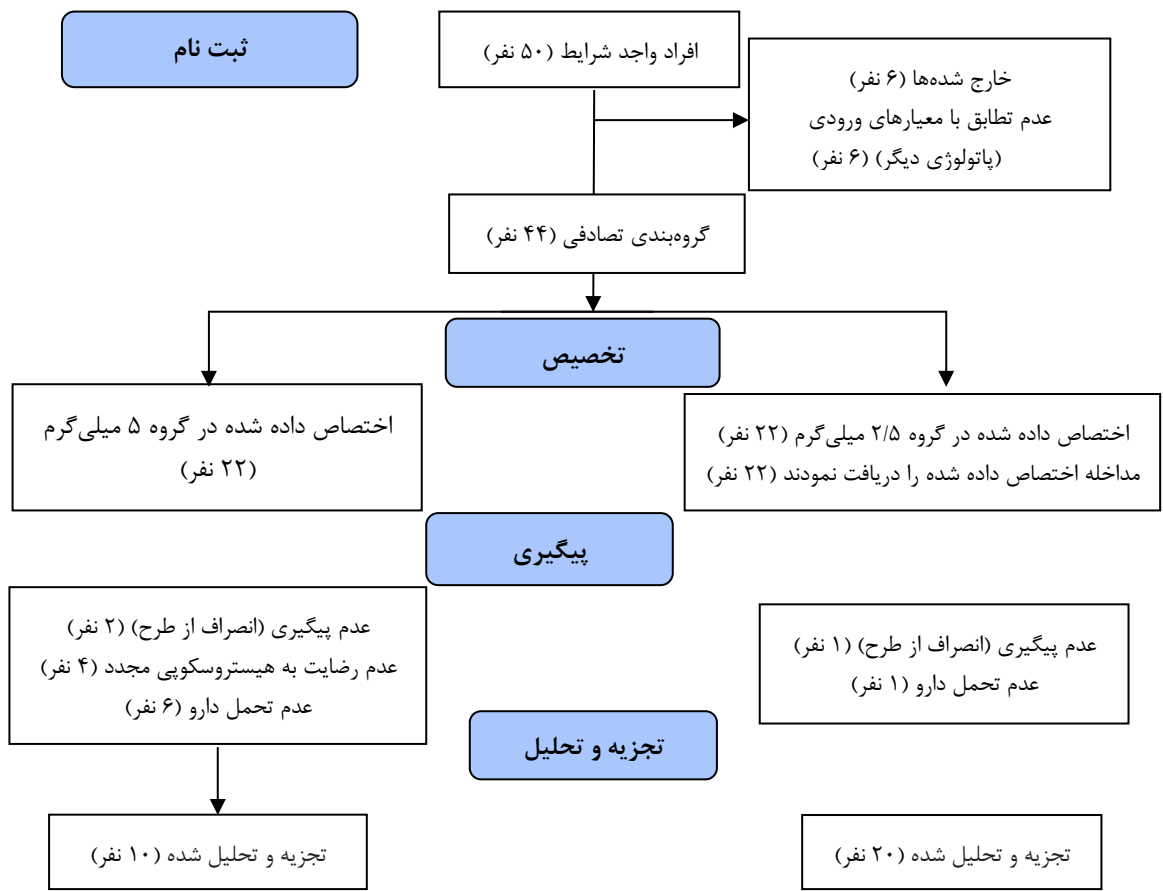 ثبت نام
افراد واجد شرایط (۵۰ نفر)
خارج شده‌ها (۶ نفر)
عدم تطابق با معیارهای ورودی
(پاتولوژی دیگر) (۶ نفر)
گروه‌بندی تصادفی (۴۴ نفر)
تخصیص
اختصاص داده شده در گروه ۲/۵ میلی‌گرم (۲۲ نفر)
مداخله اختصاص داده شده را دریافت نمودند (۲۲ نفر)
اختصاص داده شده در گروه ۵ میلی‌گرم
(۲۲ نفر)
پیگیری
عدم پیگیری (انصراف از طرح) (۱ نفر)
عدم تحمل دارو (۱ نفر)
عدم پیگیری (انصراف از طرح) (۲ نفر)
عدم رضایت به هیستروسکوپی مجدد (۴ نفر)
عدم تحمل دارو (۶ نفر)
تجزیه و تحلیل
تجزیه و تحلیل شده (۲۰ نفر)
تجزیه و تحلیل شده (۱۰ نفر)